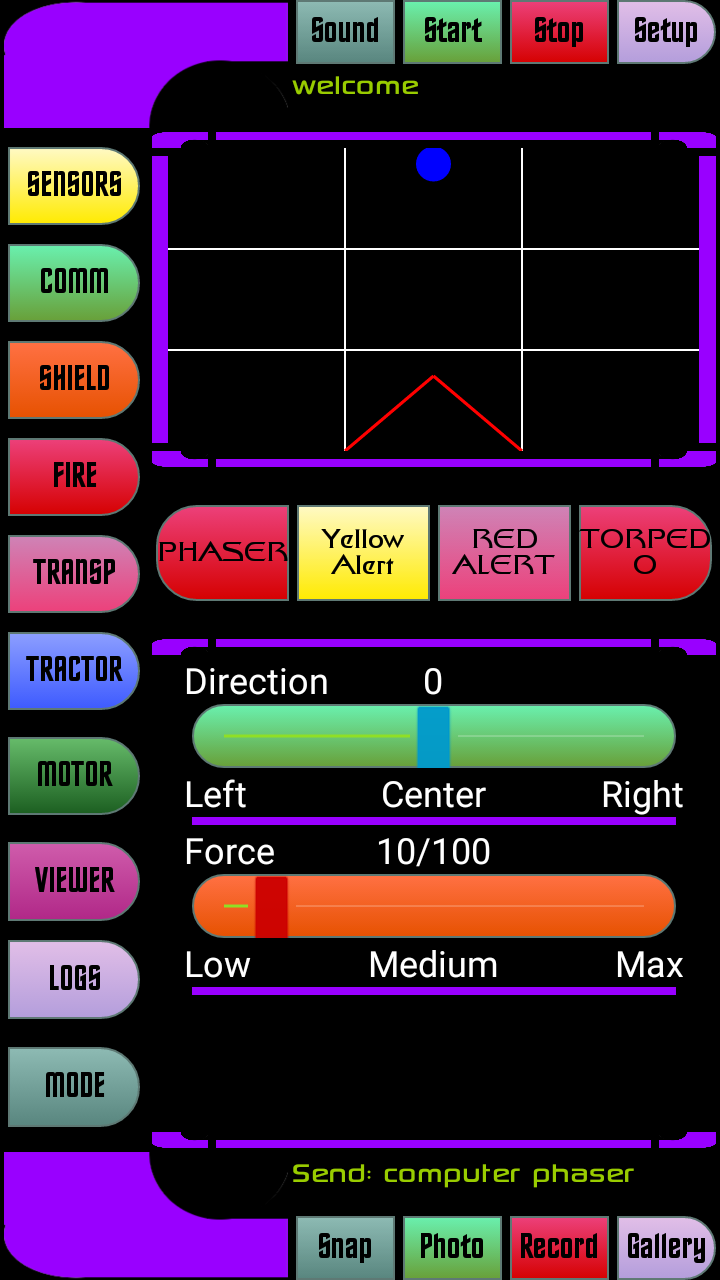 Sound Start Stop Setup
welcome
SENSORS
COMM
SHIELD
FIRE
TRANSP
TRACTOR
MOTOR
VIEWER
LOGS
MODE
PHASER
Yellow
Alert
RED
ALERT
TORPED
O
Direction 0
Left Center Right
Force 10/100
Low Medium Max
Send: computer phaser
Snap Photo Record Gallery